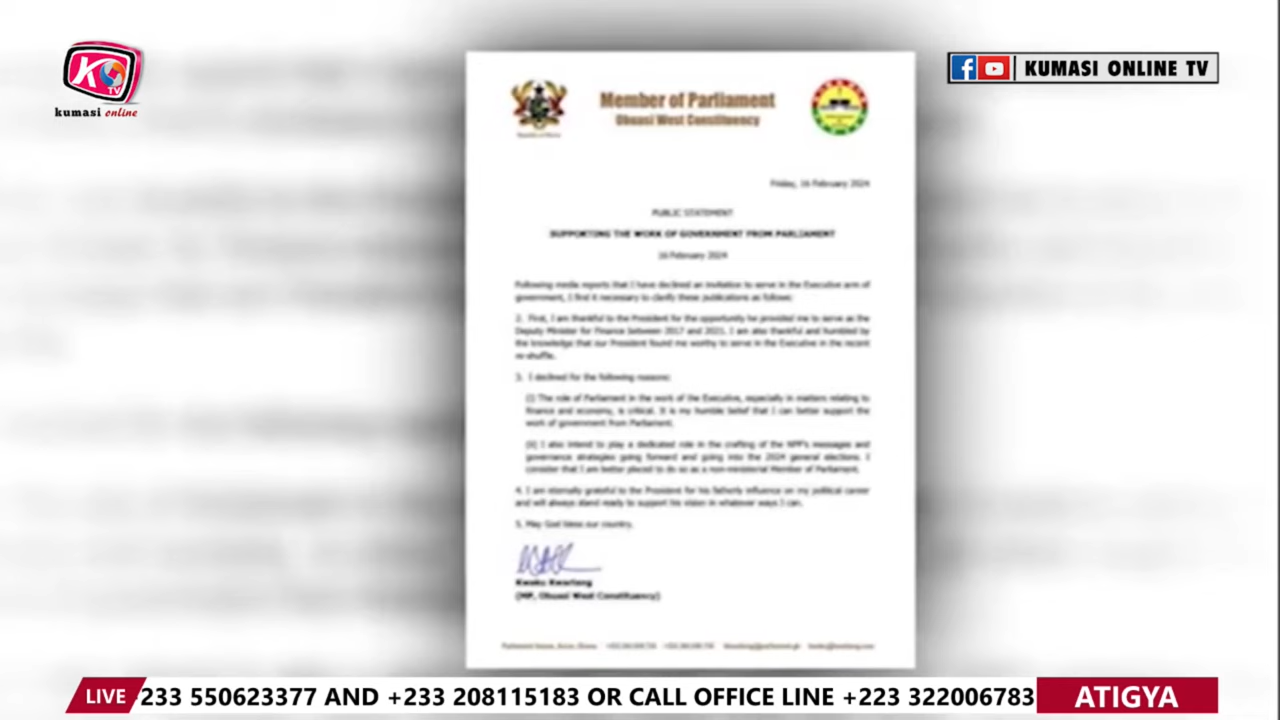 KO
TV
kumasi online
KUMASI ONLINE TV
Member of Parliament
Obuasi West Constituency
Friday, 16 February 2024
PUBLIC STATEMENT
SUPPORTING THE WORK OF GOVERNMENT FROM PARLIAMENT
16 February 2024
Following media reports that I have declined an invitation to serve in the Executive arm of
government, I find it necessary to clarify these publications as follows:
2. First, I am thankful to the President for the opportunity he provided me to serve as the
Deputy Minister for Finance between 2017 and 2021. I am also thankful and humbled by
the knowledge that our President found me worthy to serve in the Executive in the recent
re-shuffle.
3. I declined for the following reasons:
(i) The role of Parliament in the work of the Executive, especially in matters relating to
finance and economy, is critical. It is my humble belief that I can better support the
work of government from Parliament.
(ii) I also intend to play a dedicated role in the crafting of the NPP's messages and
governance strategies going forward and going into the 2024 general elections. I
consider that I am better placed to do so as a non-ministerial Member of Parliament.
4. I am eternally grateful to the President for his fatherly influence on my political career
and will always stand ready to support his vision in whatever ways I can.
5. May God bless our country.
Kwaku Kwarteng
(MP, Obuasi West Constituency)
Parliament House, Accra, Ghana
LIVE
233 550623377 AND +233 208115183 OR CALL OFFICE LINE +223 322006783
ATIGYA